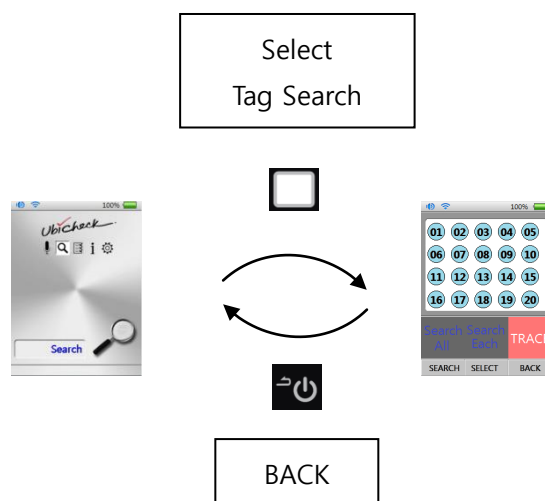 Select
Tag Search
100%
Ubicheck
Search
100%
01 02 03 04 05
06 07 08 09 10
11 12 13 14 15
16 17 18 19 20
Search All
Search Each
TRACK
SEARCH SELECT BACK
BACK